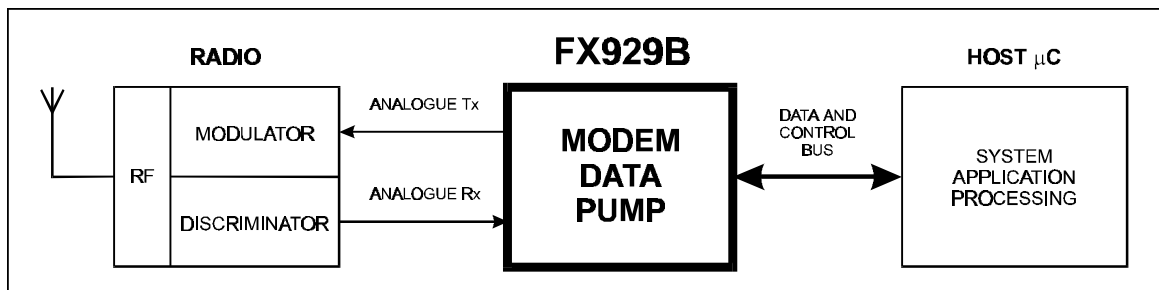 RADIO
FX929B
HOST μC
RF
MODULATOR
DISCRIMINATOR
ANALOGUE Tx
ANALOGUE Rx
MODEM
DATA
PUMP
DATA AND
CONTROL
BUS
SYSTEM
APPLICATION
PROCESSING